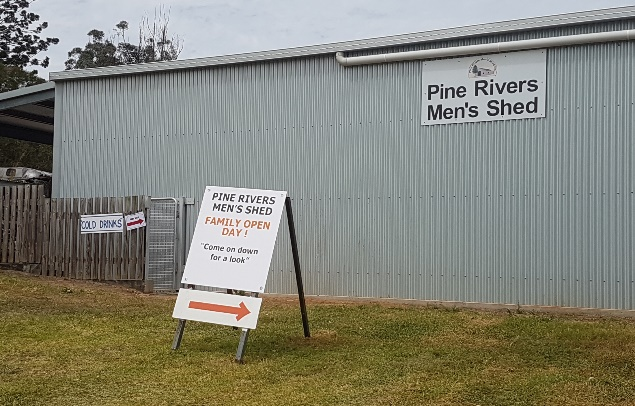 Pine Rivers
Men's Shed
COLD DRINKS
PINE RIVERS
MEN'S SHED
FAMILY OPEN
DAY !
"Come on down
for a look"